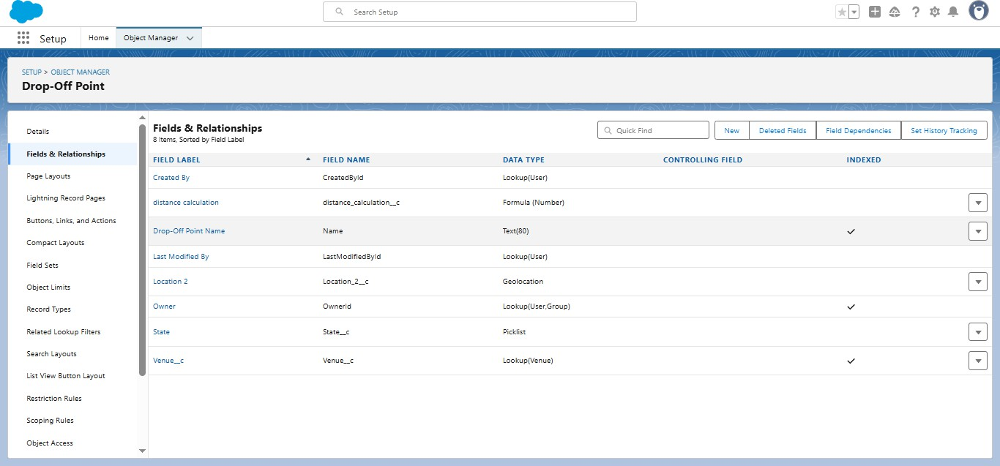 Search Setup
Setup
Home
Object Manager
SETUP > OBJECT MANAGER
Drop-Off Point
Details
Fields & Relationships
Page Layouts
Lightning Record Pages
Buttons, Links, and Actions
Compact Layouts
Field Sets
Object Limits
Record Types
Related Lookup Filters
Search Layouts
List View Button Layout
Restriction Rules
Scoping Rules
Object Access
Fields & Relationships
8 Items, Sorted by Field Label
Quick Find
New
Deleted Fields
Field Dependencies
Set History Tracking
FIELD LABEL FIELD NAME DATA TYPE CONTROLLING FIELD INDEXED
Created By CreatedById Lookup(User)
distance calculation distance_calculation__c Formula (Number)
Drop-Off Point Name Name Text(80)
Last Modified By LastModifiedById Lookup(User)
Location 2 Location_2__c Geolocation
Owner OwnerId Lookup(User,Group)
State State__c Picklist
Venue__c Venue__c Lookup(Venue)